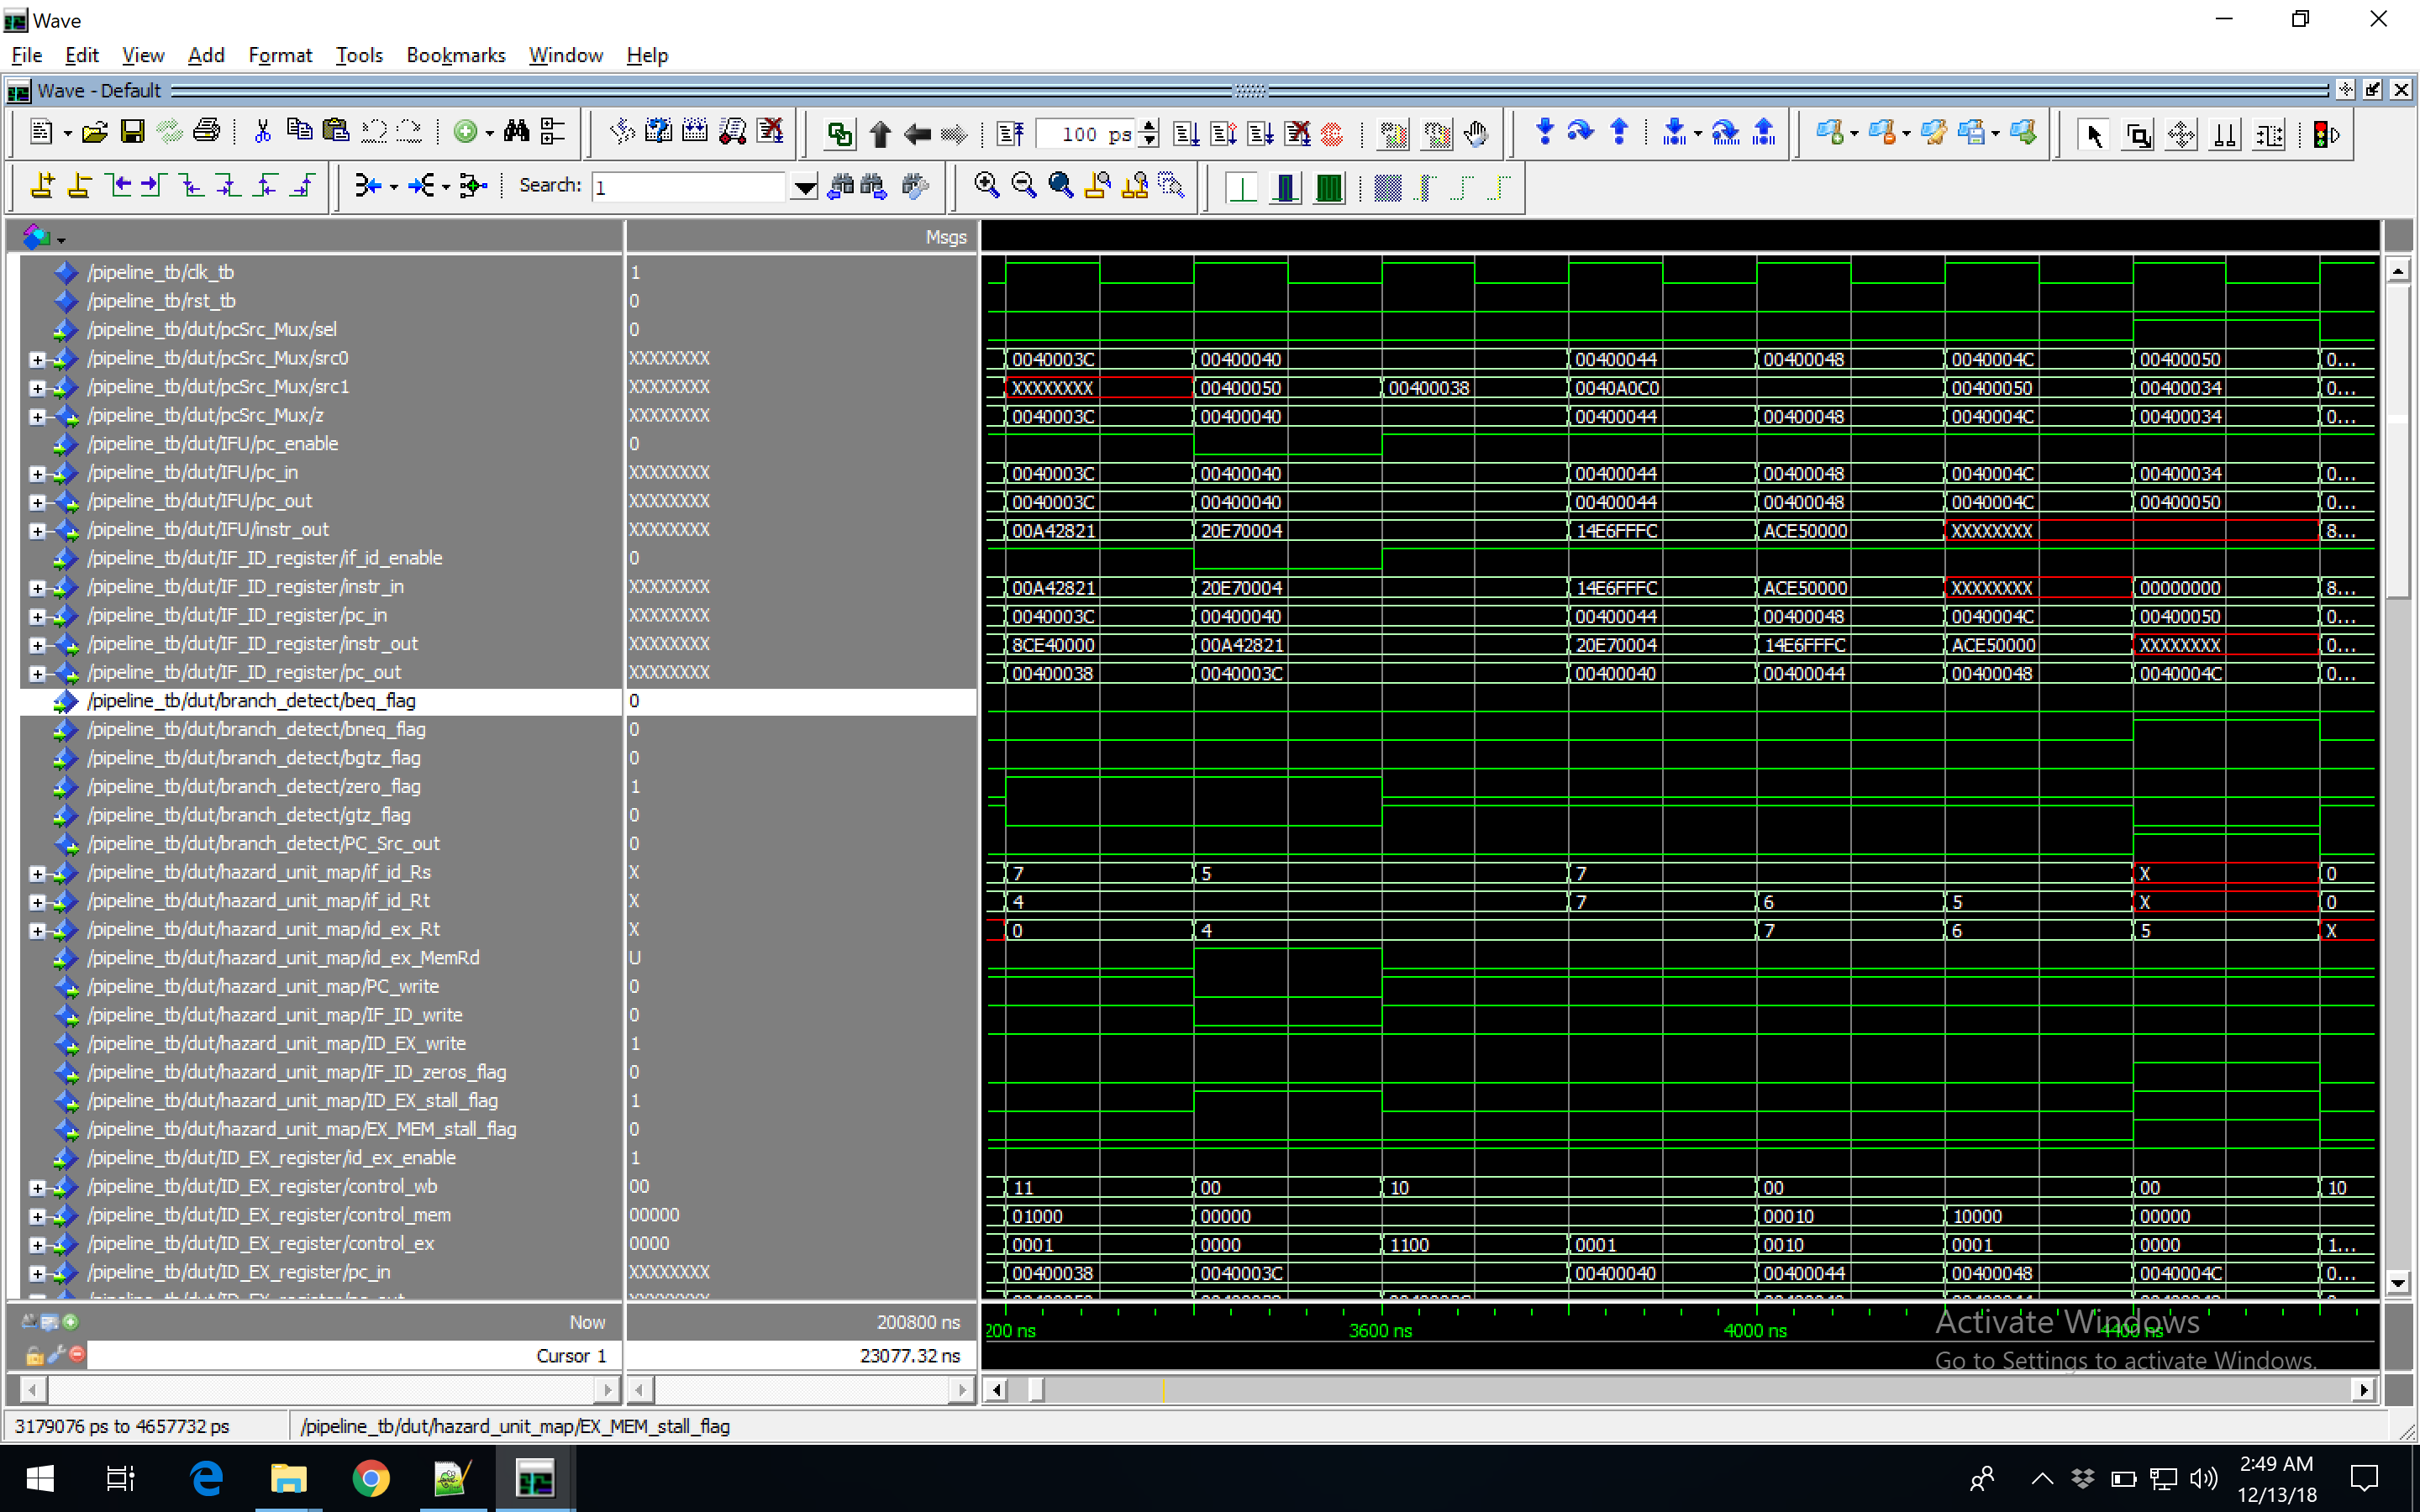 Wave
File Edit View Add Format Tools Bookmarks Window Help
Wave - Default
100 ps
Search: 1
Msgs
/pipeline_tb/clk_tb 1
/pipeline_tb/rst_tb 0
/pipeline_tb/dut/pcSrc_Mux/sel 0
/pipeline_tb/dut/pcSrc_Mux/src0 XXXXXXXX 0040003C 00400040 00400044 00400048 0040004C 00400050 0...
/pipeline_tb/dut/pcSrc_Mux/src1 XXXXXXXX XXXXXXXX 00400050 00400038 0040A0C0 00400050 00400034 0...
/pipeline_tb/dut/pcSrc_Mux/z XXXXXXXX 0040003C 00400040 00400044 00400048 0040004C 00400034 0...
/pipeline_tb/dut/IFU/pc_enable 0
/pipeline_tb/dut/IFU/pc_in XXXXXXXX 0040003C 00400040 00400044 00400048 0040004C 00400034 0...
/pipeline_tb/dut/IFU/pc_out XXXXXXXX 0040003C 00400040 00400044 00400048 0040004C 00400050 0...
/pipeline_tb/dut/IFU/instr_out XXXXXXXX 00A42821 20E70004 14E6FFFC ACE50000 XXXXXXXX 8...
/pipeline_tb/dut/IF_ID_register/if_id_enable 0
/pipeline_tb/dut/IF_ID_register/instr_in XXXXXXXX 00A42821 20E70004 14E6FFFC ACE50000 XXXXXXXX 00000000 8...
/pipeline_tb/dut/IF_ID_register/pc_in XXXXXXXX 0040003C 00400040 00400044 00400048 0040004C 00400050 0...
/pipeline_tb/dut/IF_ID_register/instr_out XXXXXXXX 8CE40000 00A42821 20E70004 14E6FFFC ACE50000 XXXXXXXX 0...
/pipeline_tb/dut/IF_ID_register/pc_out XXXXXXXX 00400038 0040003C 00400040 00400044 00400048 0040004C 0...
/pipeline_tb/dut/branch_detect/beq_flag 0
/pipeline_tb/dut/branch_detect/bneq_flag 0
/pipeline_tb/dut/branch_detect/bgtz_flag 0
/pipeline_tb/dut/branch_detect/zero_flag 1
/pipeline_tb/dut/branch_detect/gtz_flag 0
/pipeline_tb/dut/branch_detect/PC_Src_out 0
/pipeline_tb/dut/hazard_unit_map/if_id_Rs X 7 5 7 X 0
/pipeline_tb/dut/hazard_unit_map/if_id_Rt X 4 7 6 5 X 0
/pipeline_tb/dut/hazard_unit_map/id_ex_Rt X 0 4 7 6 5 X
/pipeline_tb/dut/hazard_unit_map/id_ex_MemRd U
/pipeline_tb/dut/hazard_unit_map/PC_write 0
/pipeline_tb/dut/hazard_unit_map/IF_ID_write 0
/pipeline_tb/dut/hazard_unit_map/ID_EX_write 1
/pipeline_tb/dut/hazard_unit_map/IF_ID_zeros_flag 0
/pipeline_tb/dut/hazard_unit_map/ID_EX_stall_flag 1
/pipeline_tb/dut/hazard_unit_map/EX_MEM_stall_flag 0
/pipeline_tb/dut/ID_EX_register/id_ex_enable 1
/pipeline_tb/dut/ID_EX_register/control_wb 00 11 00 10 00 00 10
/pipeline_tb/dut/ID_EX_register/control_mem 00000 01000 00000 00010 10000 00000
/pipeline_tb/dut/ID_EX_register/control_ex 0000 0001 0000 1100 0001 0010 0001 0000 1...
/pipeline_tb/dut/ID_EX_register/pc_in XXXXXXXX 00400038 0040003C 00400040 00400044 00400048 0040004C 0...
Now 200800 ns 200 ns 3600 ns 4000 ns 4400 ns
Cursor 1 23077.32 ns
Activate Windows
Go to Settings to activate Windows.
3179076 ps to 4657732 ps /pipeline_tb/dut/hazard_unit_map/EX_MEM_stall_flag
2:49 AM
12/13/18